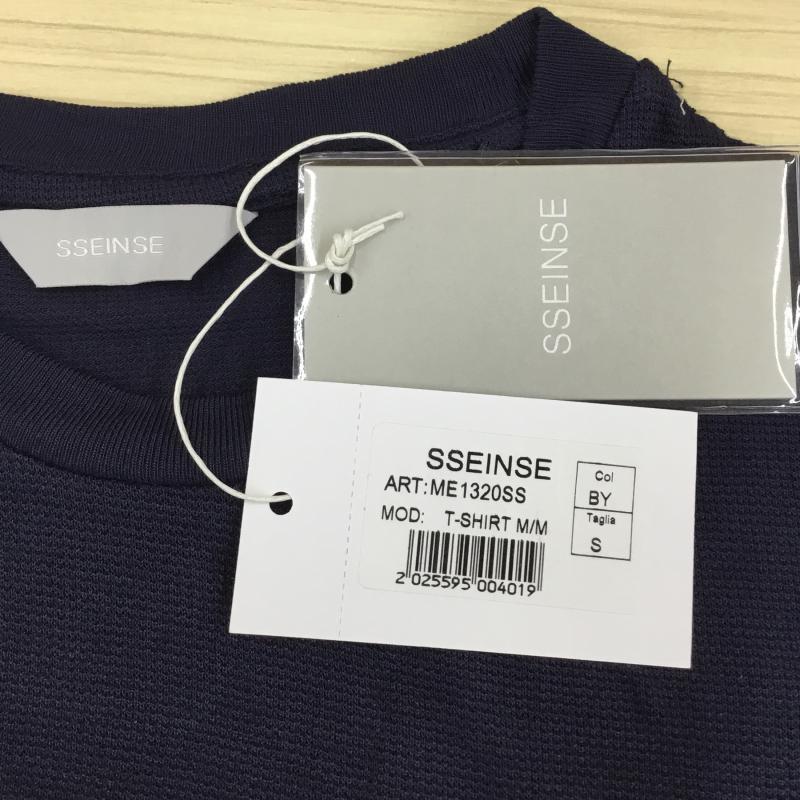 SSEINSE
SSEINSE
SSEINSE
ART:ME1320SS
MOD: T-SHIRT M/M
Col
BY
Taglia
S
2 025595 004019